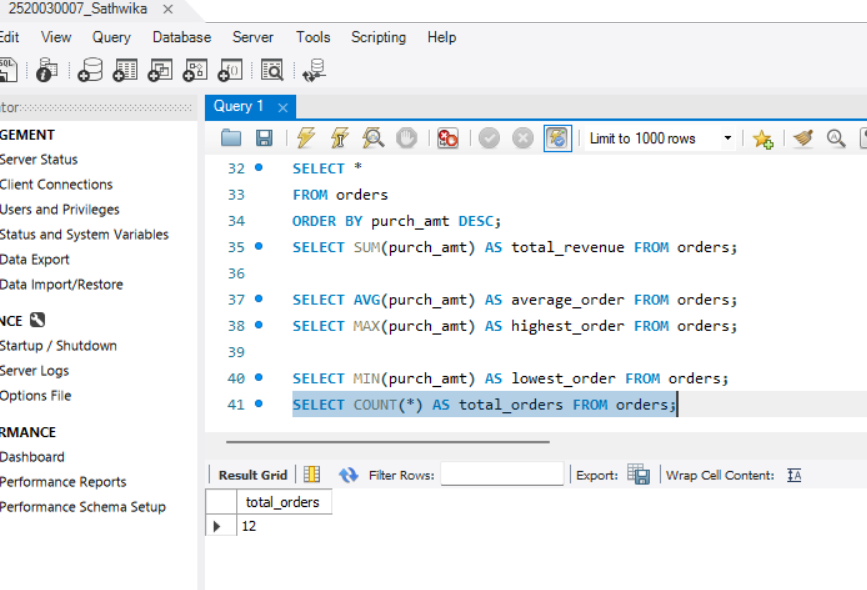 2520030007_Sathwika ×
Edit View Query Database Server Tools Scripting Help
Query 1 ×
GEMENT
Server Status
Client Connections
Users and Privileges
Status and System Variables
Data Export
Data Import/Restore
NCE
Startup / Shutdown
Server Logs
Options File
RMANCE
Dashboard
Performance Reports
Performance Schema Setup
Limit to 1000 rows
32 SELECT *
33 FROM orders
34 ORDER BY purch_amt DESC;
35 SELECT SUM(purch_amt) AS total_revenue FROM orders;
36
37 SELECT AVG(purch_amt) AS average_order FROM orders;
38 SELECT MAX(purch_amt) AS highest_order FROM orders;
39
40 SELECT MIN(purch_amt) AS lowest_order FROM orders;
41 SELECT COUNT(*) AS total_orders FROM orders;
Result Grid Filter Rows: Export: Wrap Cell Content:
total_orders
12